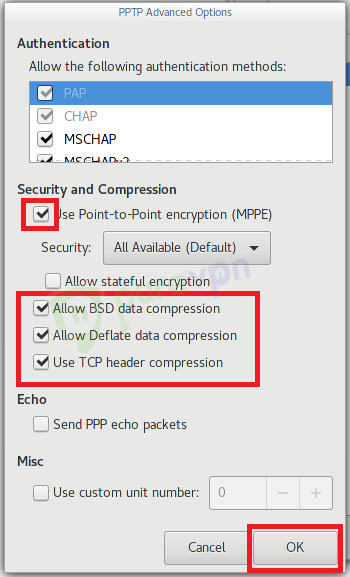 PPTP Advanced Options
Authentication
Allow the following authentication methods:
PAP
CHAP
MSCHAP
MSCHAPv2
Security and Compression
Use Point-to-Point encryption (MPPE)
Security: All Available (Default)
Allow stateful encryption
Allow BSD data compression
Allow Deflate data compression
Use TCP header compression
Echo
Send PPP echo packets
Misc
Use custom unit number: 0 - +
Cancel OK